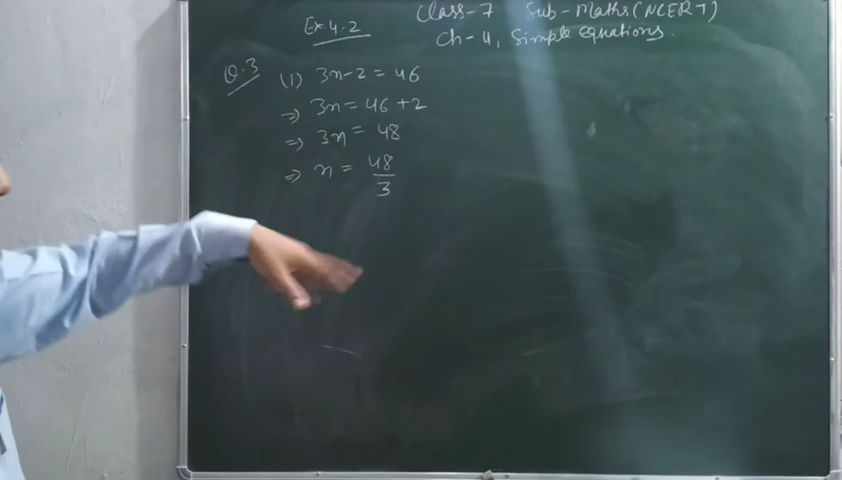 Class-7 Sub-Maths (NCERT)
Ex-4.2
Ch-4, Simple equations.
Q.3 (1) 3n-2 = 46
⇒ 3n = 46 +2
⇒ 3n = 48
⇒ n = 48/3